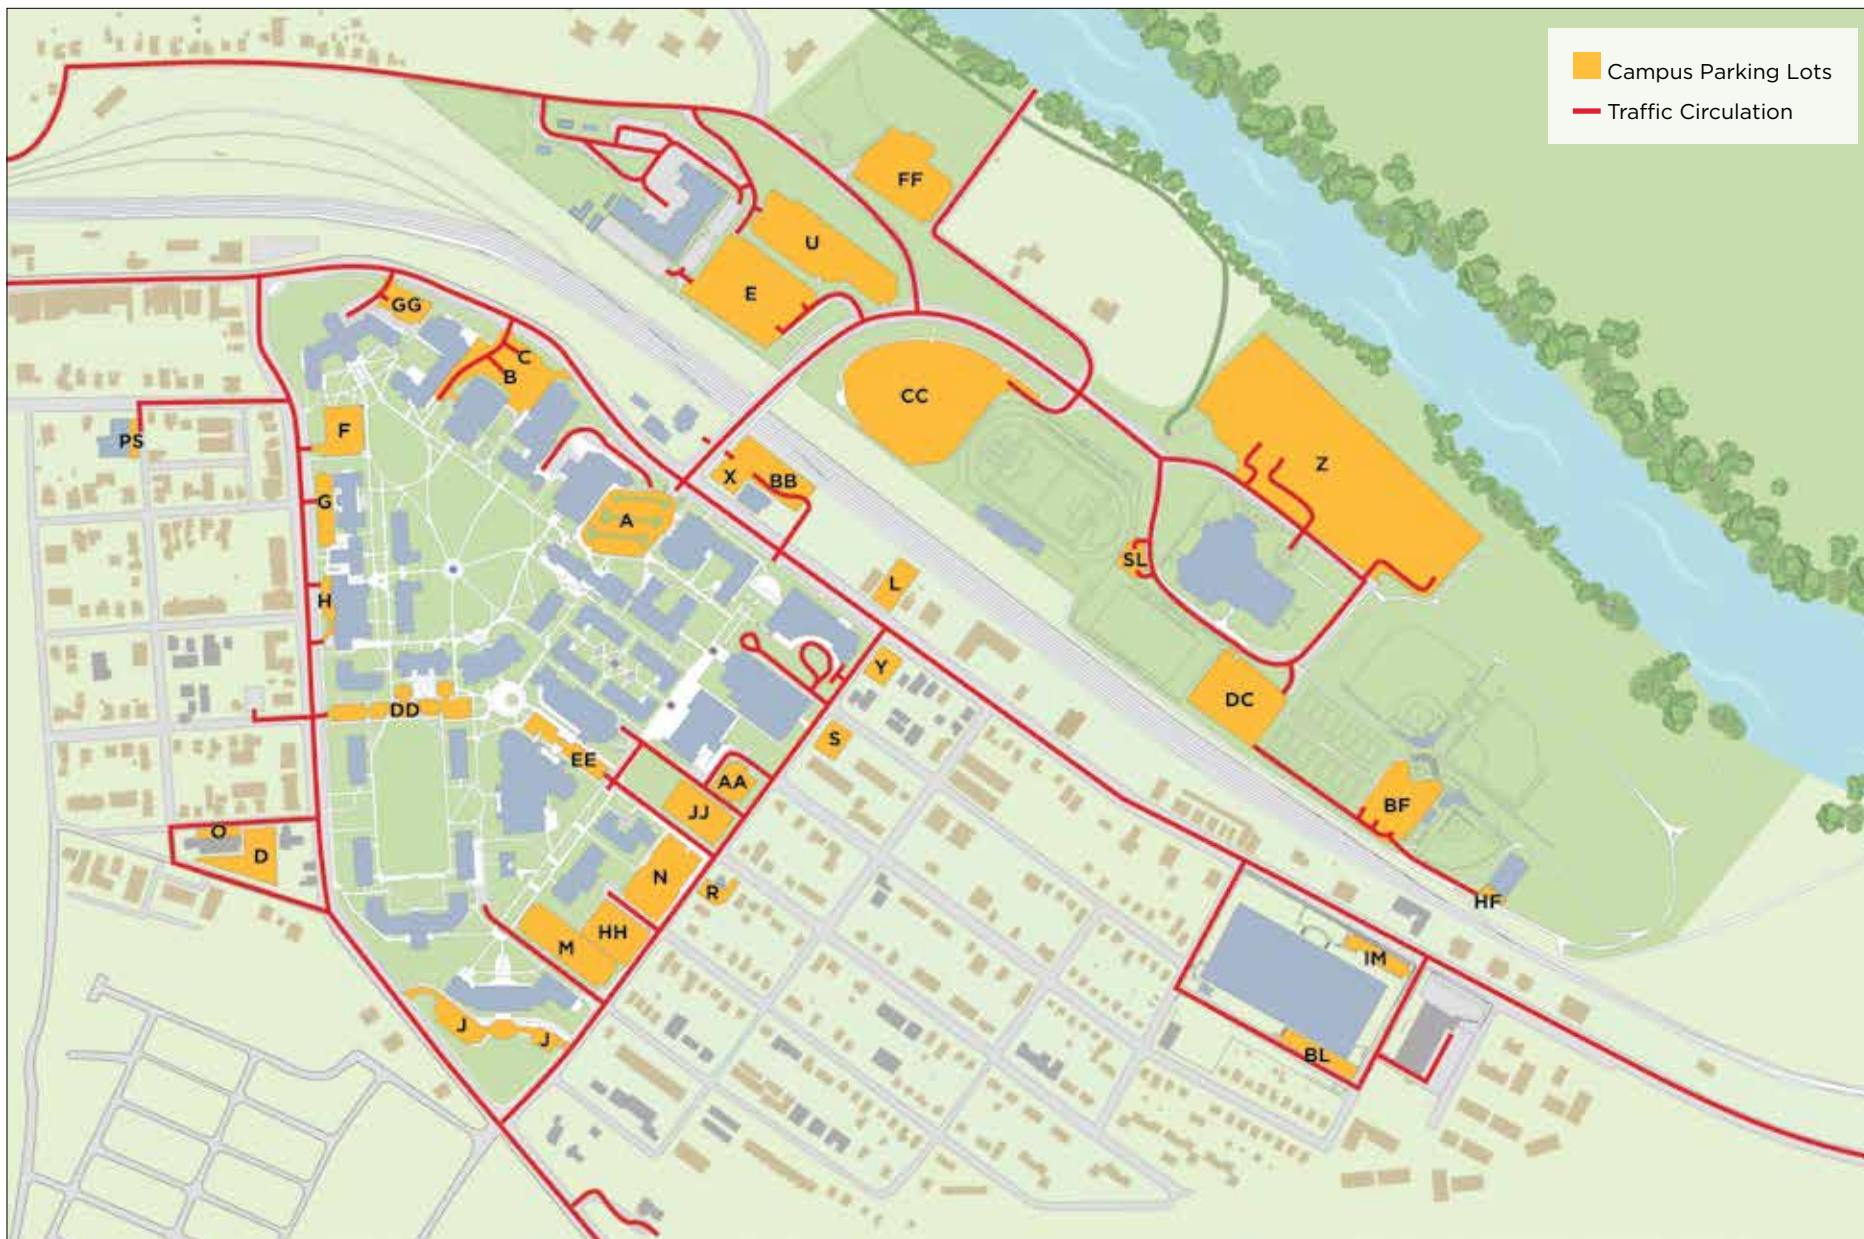 Campus Parking Lots
Traffic Circulation
FF
U
E
GG
C
B
CC
F
PS
Z
X
BB
G
A
SL
L
H
Y
DC
DD
S
EE
AA
BF
JJ
O
D
N
R
HF
HH
M
IM
J
J
BL